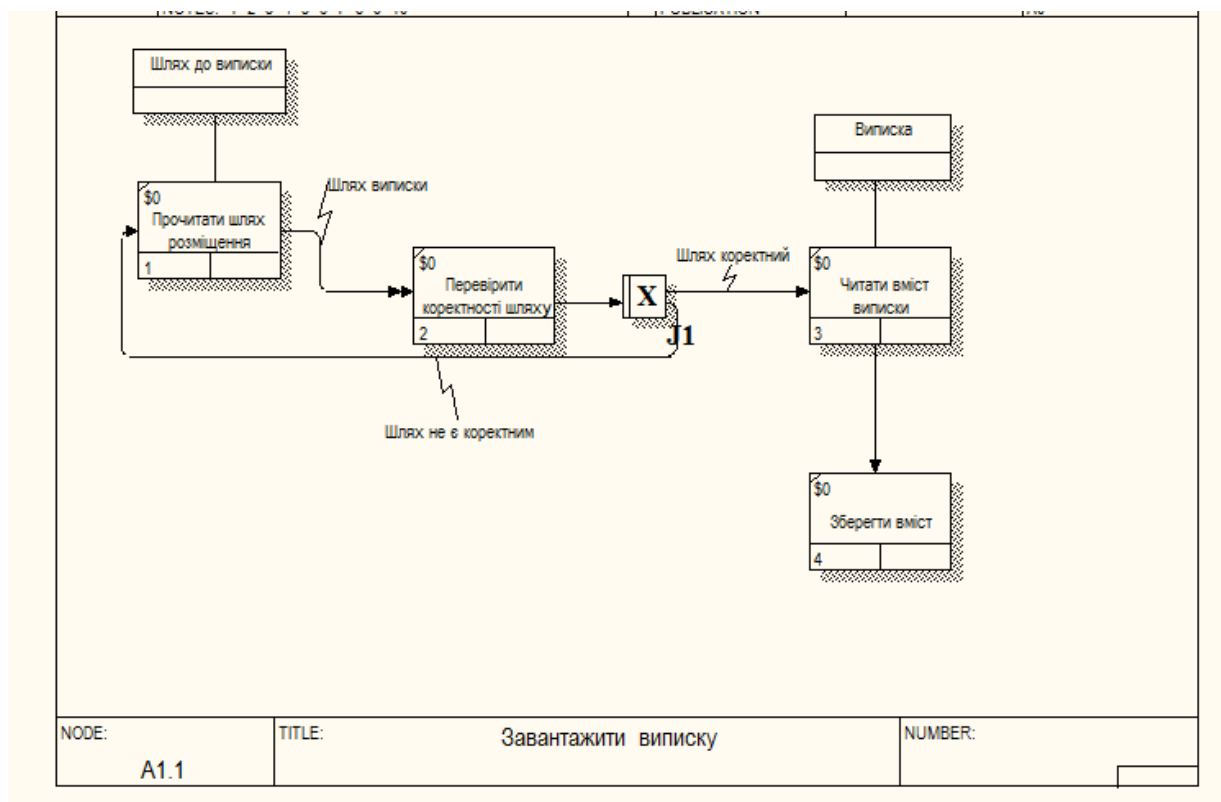 Шлях до виписки
Виписка
$0
Прочитати шлях
розміщення
1
Шлях виписки
$0
Перевірити
коректності шляху
2
X
J1
Шлях коректний
$0
Читати вміст
виписки
3
Шлях не є коректним
$0
Зберегти вміст
4
NODE:
TITLE:
Завантажити виписку
NUMBER:
A1.1